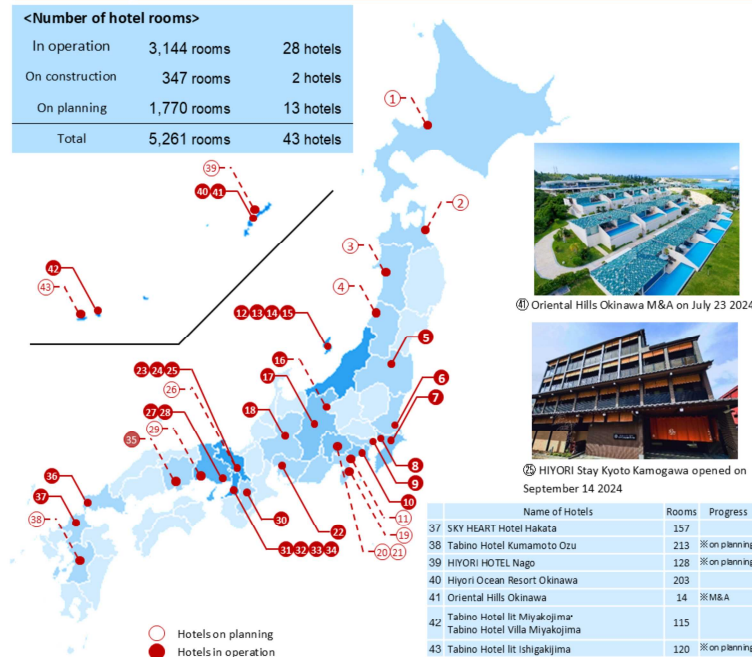 <Number of hotel rooms>
In operation 3,144 rooms 28 hotels
On construction 347 rooms 2 hotels
On planning 1,770 rooms 13 hotels
Total 5,261 rooms 43 hotels
1
39
40 41
2
42
43
3
4
㊶ Oriental Hills Okinawa M&A on July 23 2024
12 13 14 15
5
16
23 24 25
26
17
6
7
27 28
18
29
35
8
9
㉕ HIYORI Stay Kyoto Kamogawa opened on
September 14 2024
36
10
37
11
38
30
22
19
31 32 33 34
20 21
Name of Hotels Rooms Progress
37 SKY HEART Hotel Hakata 157
38 Tabino Hotel Kumamoto Ozu 213 ※on planning
39 HIYORI HOTEL Nago 128 ※on planning
40 Hiyori Ocean Resort Okinawa 203
41 Oriental Hills Okinawa 14 ※M&A
42 Tabino Hotel lit Miyakojima・
Tabino Hotel Villa Miyakojima 115
43 Tabino Hotel lit Ishigakijima 120 ※on planning
Hotels on planning
Hotels in operation